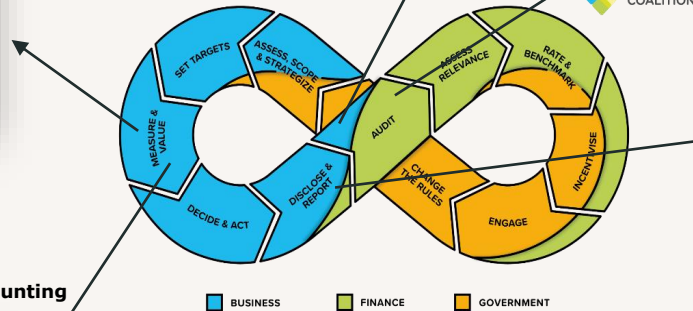 COALITION
SET TARGETS
ASSESS, SCOPE
& STRATEGIZE
MEASURE &
VALUE
DECIDE & ACT
DISCLOSE &
REPORT
AUDIT
ASSESS
RELEVANCE
RATE &
BENCHMARK
INCENTIVISE
ENGAGE
CHANGE
THE RULES
unting
BUSINESS
FINANCE
GOVERNMENT